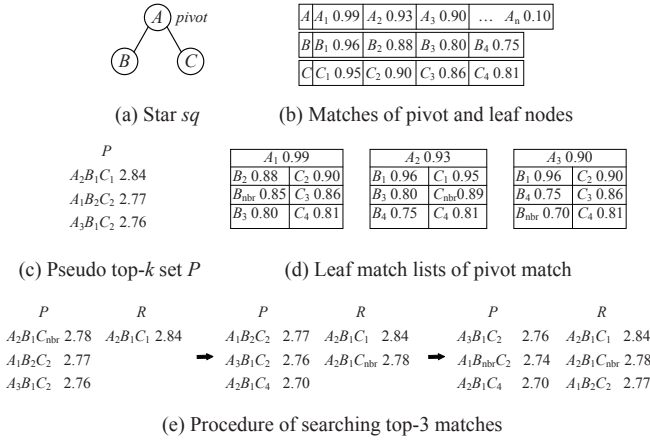 A pivot
B C
(a) Star sq
A A₁ 0.99 A₂ 0.93 A₃ 0.90 … Aₙ 0.10
B B₁ 0.96 B₂ 0.88 B₃ 0.80 B₄ 0.75
C C₁ 0.95 C₂ 0.90 C₃ 0.86 C₄ 0.81
(b) Matches of pivot and leaf nodes
P
A₂B₁C₁ 2.84
A₁B₂C₂ 2.77
A₃B₁C₂ 2.76
(c) Pseudo top-k set P
A₁ 0.99
B₂ 0.88 C₂ 0.90
Bnbr 0.85 C₃ 0.86
B₃ 0.80 C₄ 0.81
A₂ 0.93
B₁ 0.96 C₁ 0.95
B₃ 0.80 Cnbr 0.89
B₄ 0.75 C₄ 0.81
A₃ 0.90
B₁ 0.96 C₂ 0.90
B₄ 0.75 C₃ 0.86
Bnbr 0.70 C₄ 0.81
(d) Leaf match lists of pivot match
P R
A₂B₁Cnbr 2.78 A₂B₁C₁ 2.84
A₁B₂C₂ 2.77
A₃B₁C₂ 2.76
P R
A₁B₂C₂ 2.77 A₂B₁C₁ 2.84
A₃B₁C₂ 2.76 A₂B₁Cnbr 2.78
A₂B₁C₄ 2.70
P R
A₃B₁C₂ 2.76 A₂B₁C₁ 2.84
A₁BnbrC₂ 2.74 A₂B₁Cnbr 2.78
A₂B₁C₄ 2.70 A₁B₂C₂ 2.77
(e) Procedure of searching top-3 matches